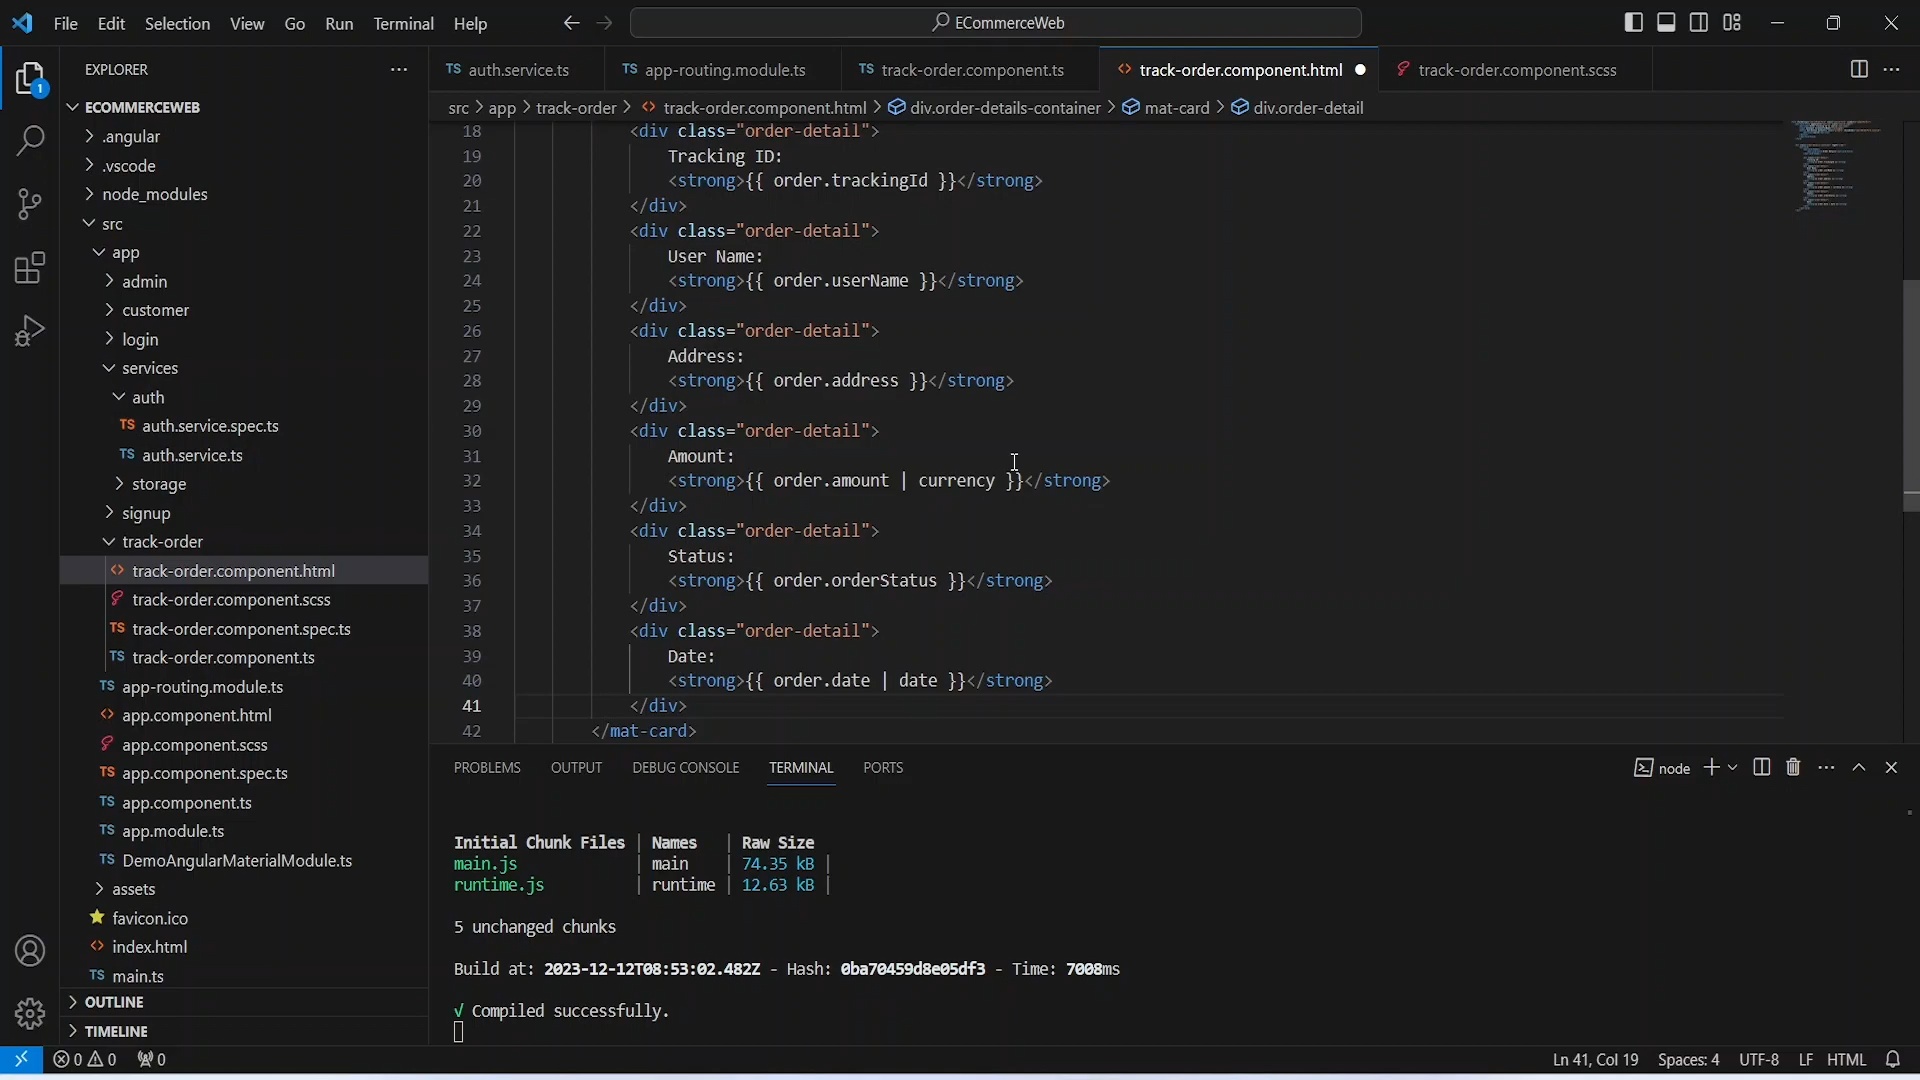 File Edit Selection View Go Run Terminal Help ECommerceWeb
EXPLORER
1
ECOMMERCEWEB
.angular
.vscode
node_modules
src
app
admin
customer
login
services
auth
TS auth.service.spec.ts
TS auth.service.ts
storage
signup
track-order
track-order.component.html
track-order.component.scss
TS track-order.component.spec.ts
TS track-order.component.ts
TS app-routing.module.ts
app.component.html
app.component.scss
TS app.component.spec.ts
TS app.component.ts
TS app.module.ts
TS DemoAngularMaterialModule.ts
assets
favicon.ico
index.html
TS main.ts
OUTLINE
TIMELINE
TS auth.service.ts TS app-routing.module.ts TS track-order.component.ts track-order.component.html track-order.component.scss
src > app > track-order > track-order.component.html > div.order-details-container > mat-card > div.order-detail
18 <div class="order-detail">
19 Tracking ID:
20 <strong>{{ order.trackingId }}</strong>
21 </div>
22 <div class="order-detail">
23 User Name:
24 <strong>{{ order.userName }}</strong>
25 </div>
26 <div class="order-detail">
27 Address:
28 <strong>{{ order.address }}</strong>
29 </div>
30 <div class="order-detail">
31 Amount:
32 <strong>{{ order.amount | currency }}</strong>
33 </div>
34 <div class="order-detail">
35 Status:
36 <strong>{{ order.orderStatus }}</strong>
37 </div>
38 <div class="order-detail">
39 Date:
40 <strong>{{ order.date | date }}</strong>
41 </div>
42 </mat-card>
PROBLEMS OUTPUT DEBUG CONSOLE TERMINAL PORTS node
Initial Chunk Files | Names | Raw Size
main.js | main | 74.35 kB |
runtime.js | runtime | 12.63 kB |
5 unchanged chunks
Build at: 2023-12-12T08:53:02.482Z - Hash: 0ba70459d8e05df3 - Time: 7008ms
√ Compiled successfully.
0 0 0 Ln 41, Col 19 Spaces: 4 UTF-8 LF HTML